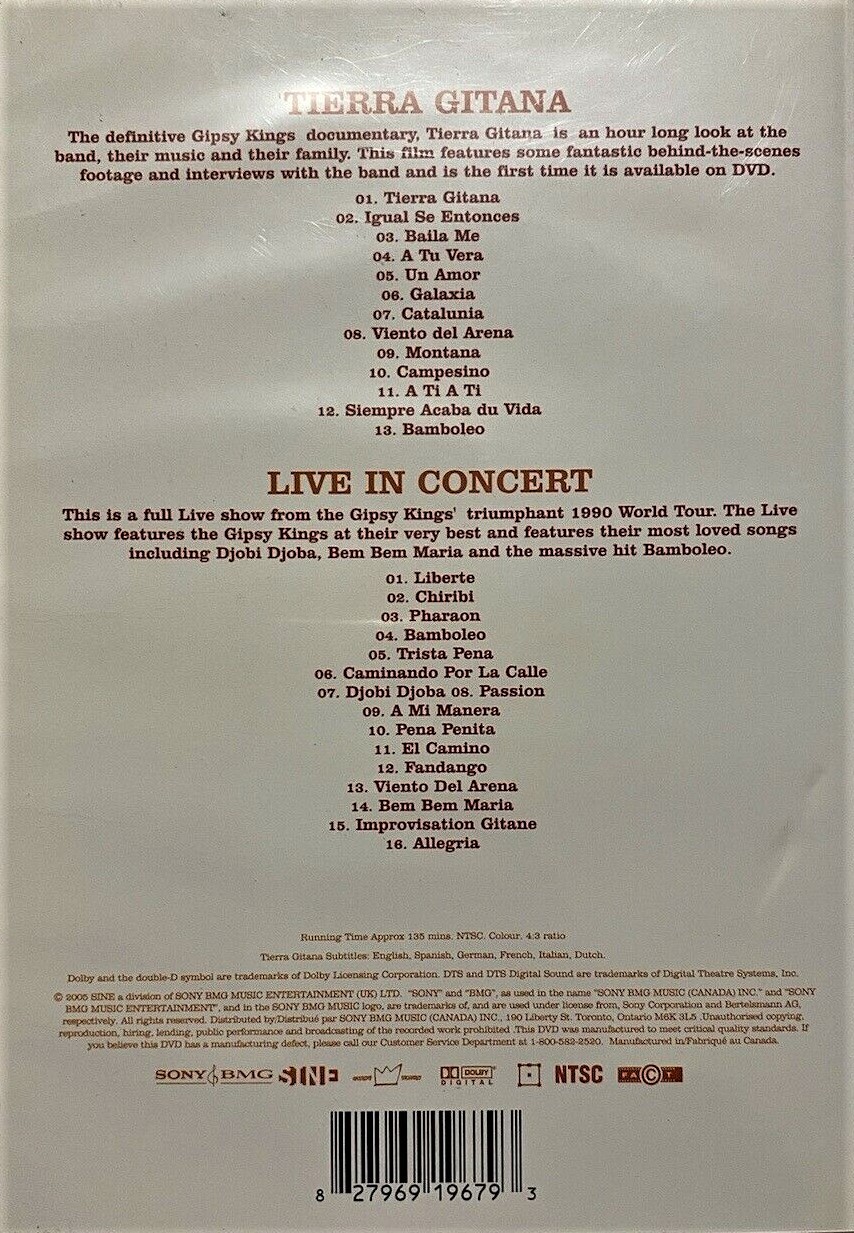 TIERRA GITANA
The definitive Gipsy Kings documentary, Tierra Gitana is an hour long look at the
band, their music and their family. This film features some fantastic behind-the-scenes
footage and interviews with the band and is the first time it is available on DVD.
01. Tierra Gitana
02. Igual Se Entonces
03. Baila Me
04. A Tu Vera
05. Un Amor
06. Galaxia
07. Catalunia
08. Viento del Arena
09. Montana
10. Campesino
11. A Ti A Ti
12. Siempre Acaba du Vida
13. Bamboleo
LIVE IN CONCERT
This is a full Live show from the Gipsy Kings' triumphant 1990 World Tour. The Live
show features the Gipsy Kings at their very best and features their most loved songs
including Djobi Djoba, Bem Bem Maria and the massive hit Bamboleo.
01. Liberte
02. Chiribi
03. Pharaon
04. Bamboleo
05. Trista Pena
06. Caminando Por La Calle
07. Djobi Djoba 08. Passion
09. A Mi Manera
10. Pena Penita
11. El Camino
12. Fandango
13. Viento Del Arena
14. Bem Bem Maria
15. Improvisation Gitane
16. Allegria
Running Time Approx 135 mins. NTSC. Colour. 4:3 ratio
Tierra Gitana Subtitles: English, Spanish, German, French, Italian, Dutch.
Dolby and the double-D symbol are trademarks of Dolby Licensing Corporation. DTS and DTS Digital Sound are trademarks of Digital Theatre Systems, Inc.
© 2005 SINE a division of SONY BMG MUSIC ENTERTAINMENT (UK) LTD. "SONY" and "BMG", as used in the name "SONY BMG MUSIC (CANADA) INC." and "SONY
BMG MUSIC ENTERTAINMENT", and in the SONY BMG MUSIC logo, are trademarks of, and are used under license from, Sony Corporation and Bertelsmann AG,
respectively. All rights reserved. Distributed by/Distribué par SONY BMG MUSIC (CANADA) INC., 190 Liberty St. Toronto, Ontario M6K 3L5 .Unauthorised copying,
reproduction, hiring, lending, public performance and broadcasting of the recorded work prohibited .This DVD was manufactured to meet critical quality standards. If
you believe this DVD has a manufacturing defect, please call our Customer Service Department at 1-800-582-2520. Manufactured in/Fabriqué au Canada.
SONY BMG SINE DOLBY DIGITAL NTSC FACT
8 27969 19679 3